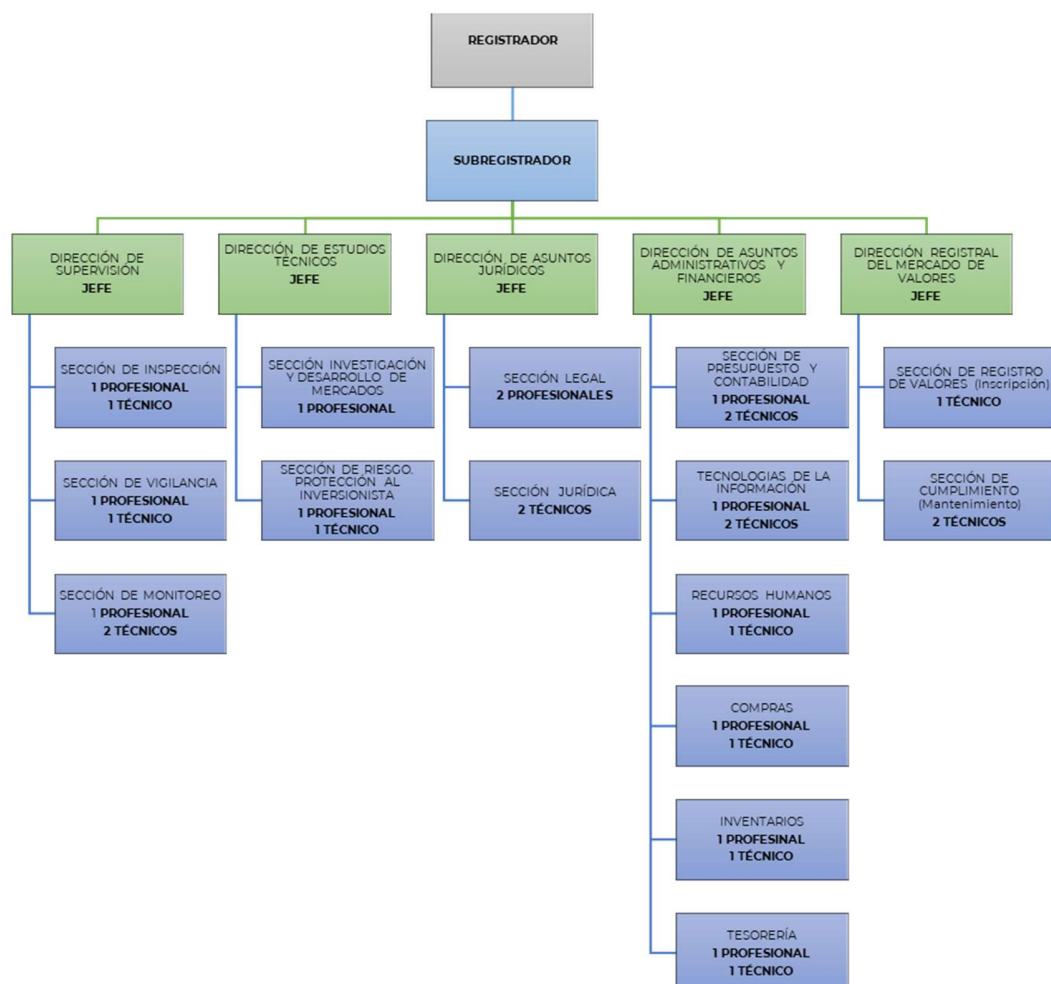 REGISTRADOR
SUBREGISTRADOR
DIRECCIÓN DE
SUPERVISIÓN
JEFE
DIRECCIÓN DE ESTUDIOS
TÉCNICOS
JEFE
DIRECCIÓN DE ASUNTOS
JURÍDICOS
JEFE
DIRECCIÓN DE ASUNTOS
ADMINISTRATIVOS Y
FINANCIEROS
JEFE
DIRECCIÓN REGISTRAL
DEL MERCADO DE
VALORES
JEFE
SECCIÓN DE INSPECCIÓN
1 PROFESIONAL
1 TÉCNICO
SECCIÓN DE VIGILANCIA
1 PROFESIONAL
1 TÉCNICO
SECCIÓN DE MONITOREO
1 PROFESIONAL
2 TÉCNICOS
SECCIÓN INVESTIGACIÓN
Y DESARROLLO DE
MERCADOS
1 PROFESIONAL
SECCIÓN DE RIESGO.
PROTECCIÓN AL
INVERSIONISTA
1 PROFESIONAL
1 TÉCNICO
SECCIÓN LEGAL
2 PROFESIONALES
SECCIÓN JURÍDICA
2 TÉCNICOS
SECCIÓN DE
PRESUPUESTO Y
CONTABILIDAD
1 PROFESIONAL
2 TÉCNICOS
TECNOLOGIAS DE LA
INFORMACIÓN
1 PROFESIONAL
2 TÉCNICOS
RECURSOS HUMANOS
1 PROFESIONAL
1 TÉCNICO
COMPRAS
1 PROFESIONAL
1 TÉCNICO
INVENTARIOS
1 PROFESINAL
1 TÉCNICO
TESORERÍA
1 PROFESIONAL
1 TÉCNICO
SECCIÓN DE REGISTRO
DE VALORES (Inscripción)
1 TÉCNICO
SECCIÓN DE
CUMPLIMIENTO
(Mantenimiento)
2 TÉCNICOS